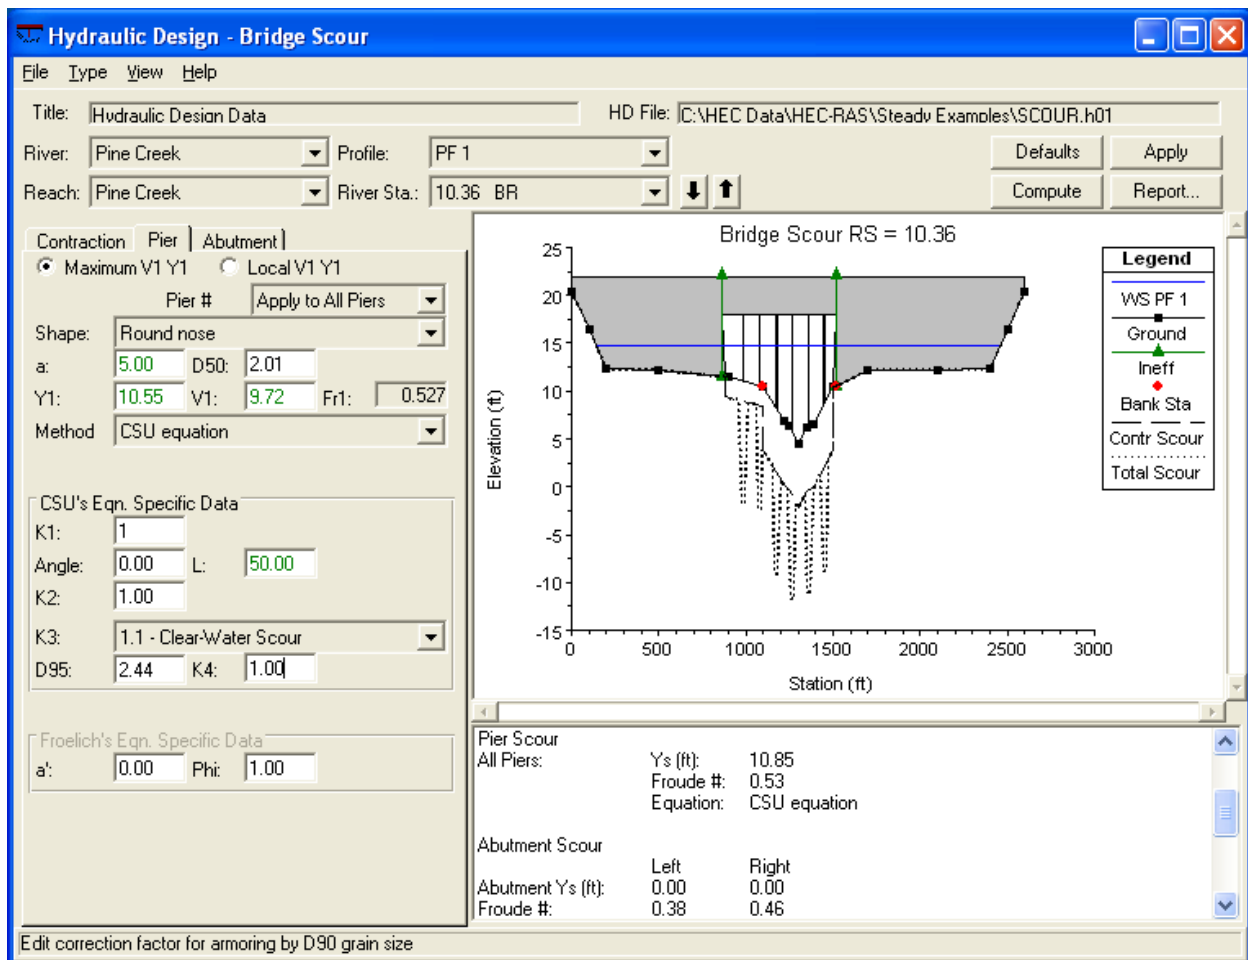 Hydraulic Design - Bridge Scour
File Type View Help
Title: Hydraulic Design Data HD File: C:\HEC Data\HEC-RAS\Steady Examples\SCOUR.h01
River: Pine Creek Profile: PF 1 Defaults Apply
Reach: Pine Creek River Sta.: 10.36 BR Compute Report...
Contraction Pier Abutment
Maximum V1 Y1 Local V1 Y1
Pier # Apply to All Piers
Shape: Round nose
a: 5.00 D50: 2.01
Y1: 10.55 V1: 9.72 Fr1: 0.527
Method CSU equation
CSU's Eqn. Specific Data
K1: 1
Angle: 0.00 L: 50.00
K2: 1.00
K3: 1.1 - Clear-Water Scour
D95: 2.44 K4: 1.00
Froelich's Eqn. Specific Data
a': 0.00 Phi: 1.00
Bridge Scour RS = 10.36
25
20
15
10
5
0
-5
-10
-15
Elevation (ft)
0 500 1000 1500 2000 2500 3000
Station (ft)
Legend
WS PF 1
Ground
Ineff
Bank Sta
Contr Scour
Total Scour
Pier Scour
All Piers: Ys (ft): 10.85
Froude #: 0.53
Equation: CSU equation
Abutment Scour
Left Right
Abutment Ys (ft): 0.00 0.00
Froude #: 0.38 0.46
Edit correction factor for armoring by D90 grain size